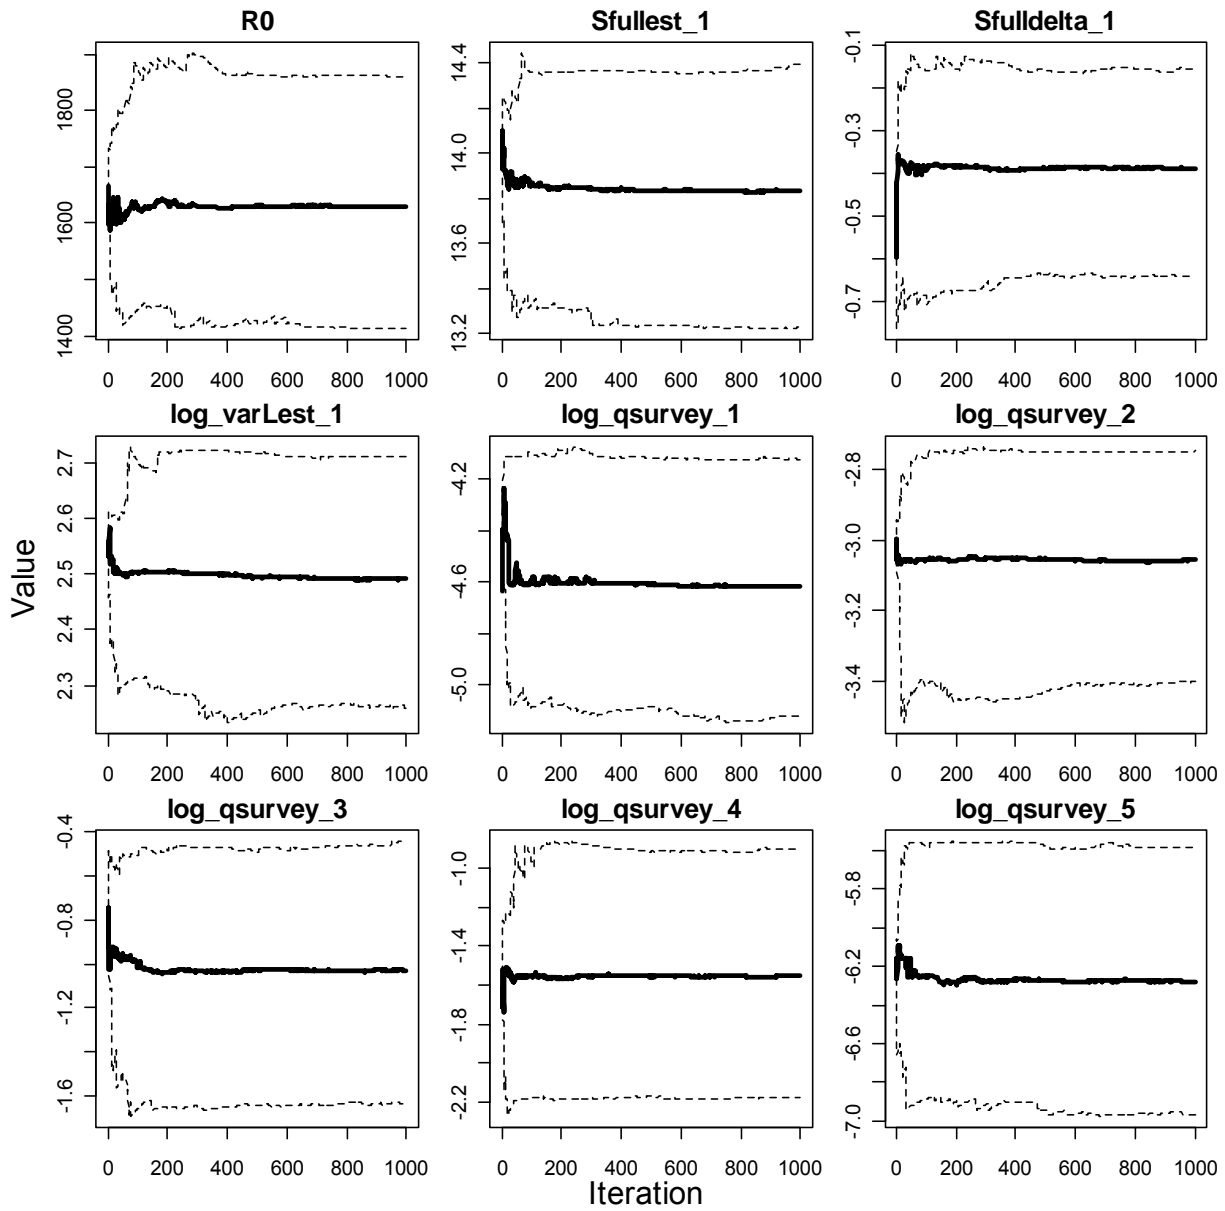 R0 Sfullest_1 Sfulldelta_1
1400 1600 1800
0 200 400 600 800 1000
13.2 13.6 14.0 14.4
0 200 400 600 800 1000
-0.7 -0.5 -0.3 -0.1
0 200 400 600 800 1000
log_varLest_1 log_qsurvey_1 log_qsurvey_2
Value
2.3 2.4 2.5 2.6 2.7
0 200 400 600 800 1000
-5.0 -4.6 -4.2
0 200 400 600 800 1000
-3.4 -3.2 -3.0 -2.8
0 200 400 600 800 1000
log_qsurvey_3 log_qsurvey_4 log_qsurvey_5
-1.6 -1.2 -0.8 -0.4
0 200 400 600 800 1000
-2.2 -1.8 -1.4 -1.0
0 200 400 600 800 1000
-7.0 -6.6 -6.2 -5.8
0 200 400 600 800 1000
Iteration